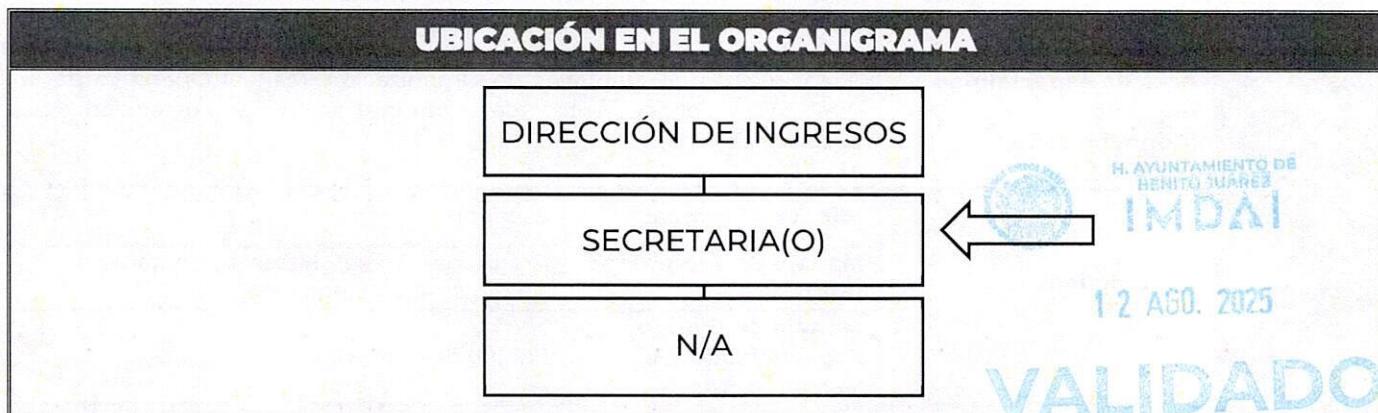 UBICACIÓN EN EL ORGANIGRAMA
DIRECCIÓN DE INGRESOS
H. AYUNTAMIENTO DE
BENITO JUÁREZ
IMDAI
SECRETARIA(O)
12 AGO. 2025
N/A
VALIDADO